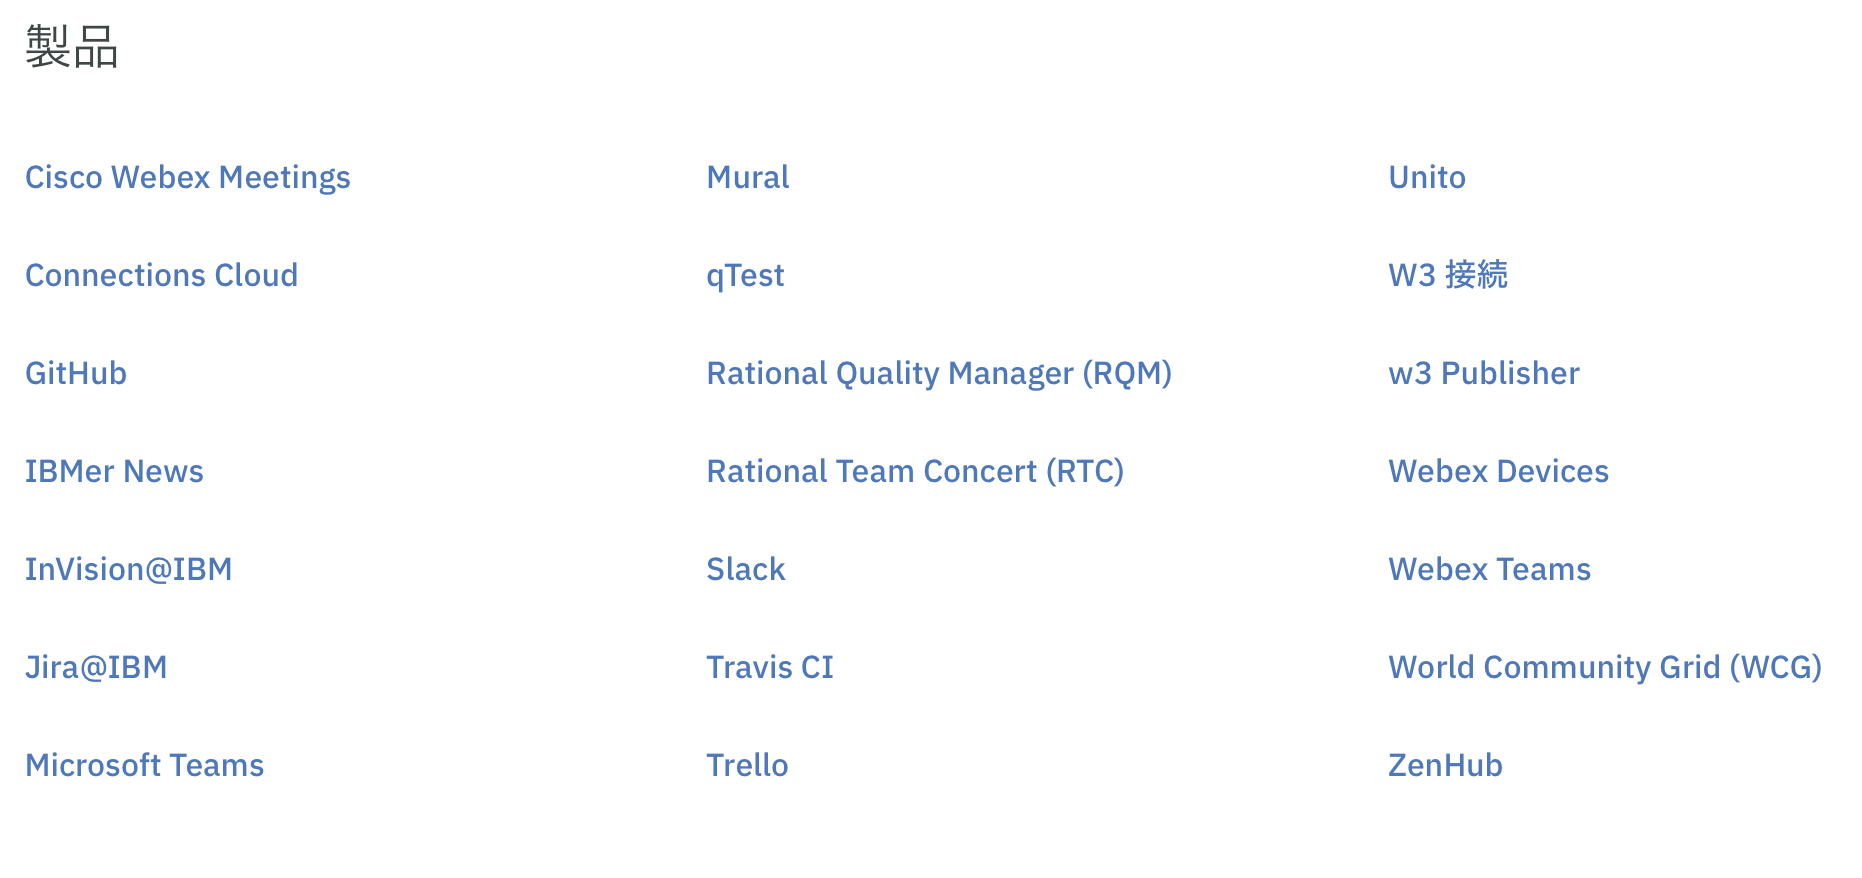 製品
Cisco Webex Meetings
Connections Cloud
GitHub
IBMer News
InVision@IBM
Jira@IBM
Microsoft Teams
Mural
qTest
Rational Quality Manager (RQM)
Rational Team Concert (RTC)
Slack
Travis CI
Trello
Unito
W3 接続
w3 Publisher
Webex Devices
Webex Teams
World Community Grid (WCG)
ZenHub